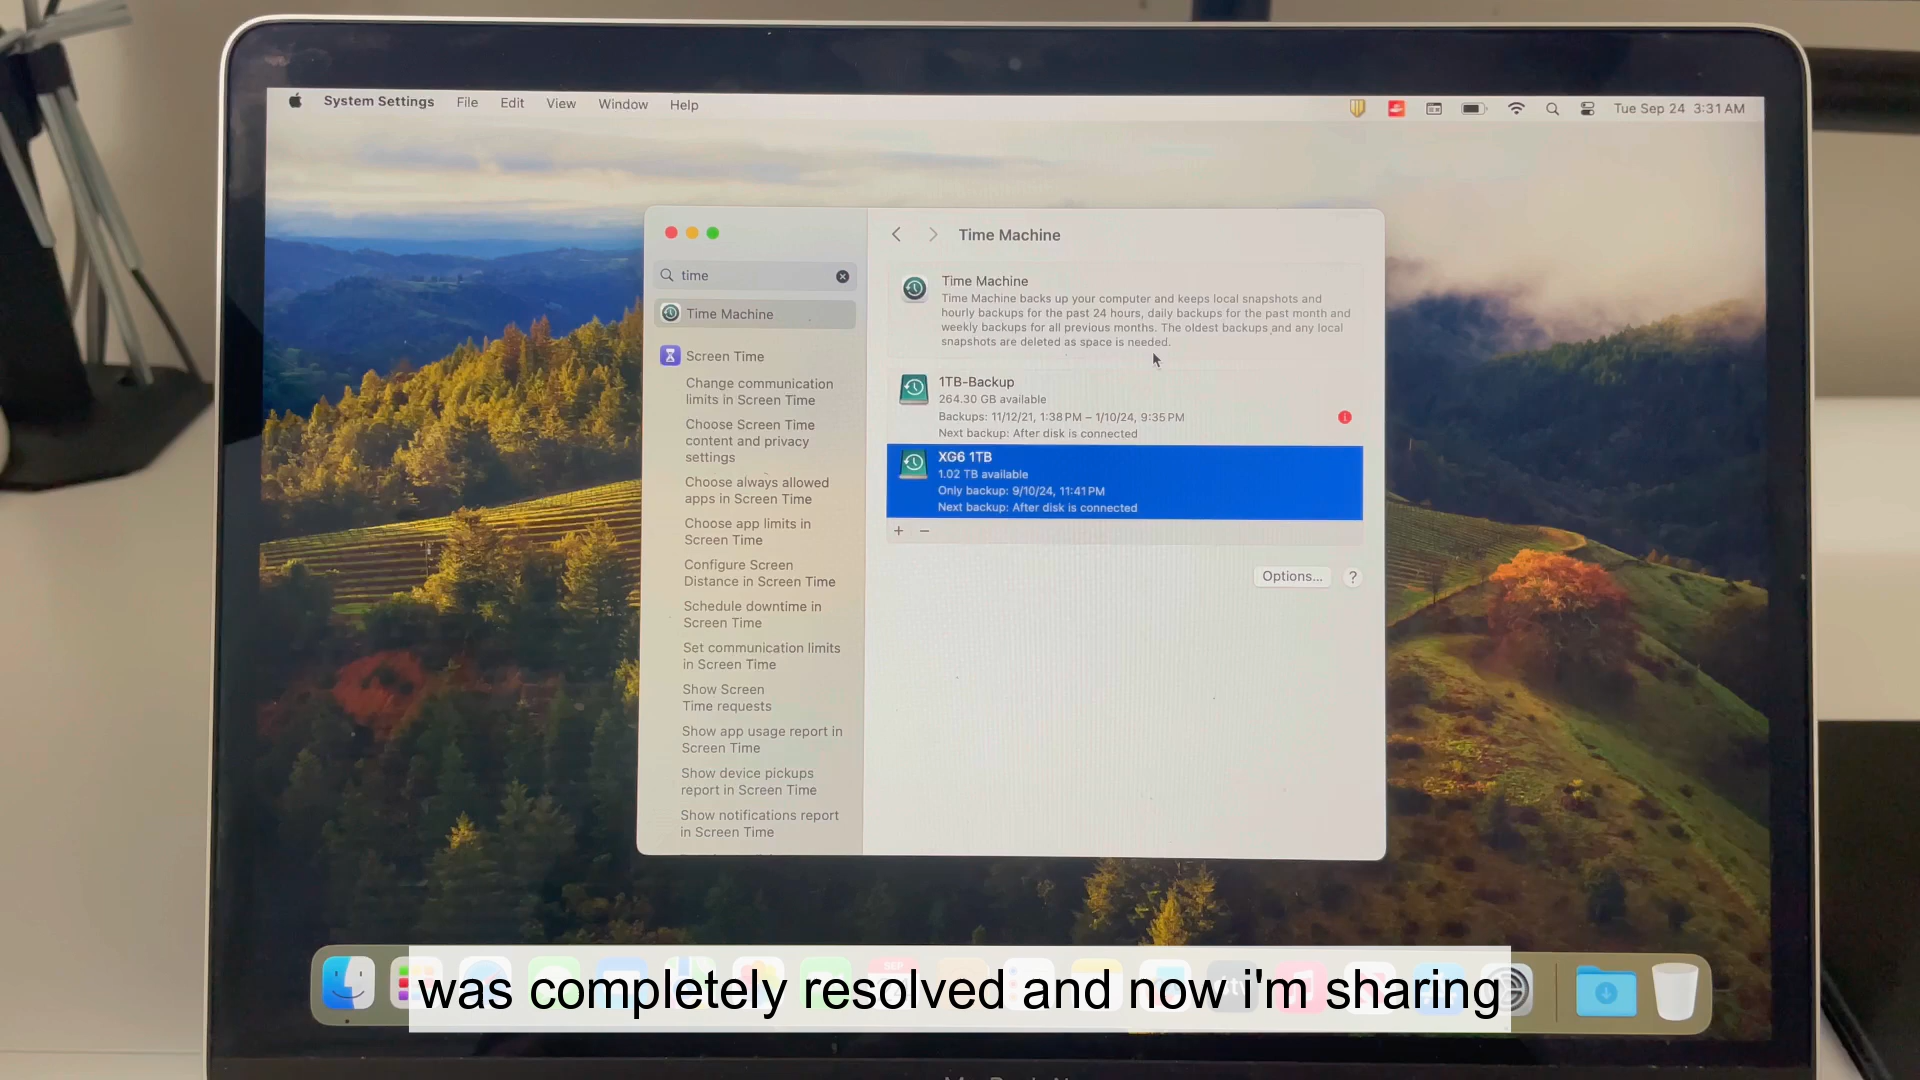 System Settings File Edit View Window Help
Tue Sep 24 3:31 AM
time
Time Machine
Screen Time
Change communication
limits in Screen Time
Choose Screen Time
content and privacy
settings
Choose always allowed
apps in Screen Time
Choose app limits in
Screen Time
Configure Screen
Distance in Screen Time
Schedule downtime in
Screen Time
Set communication limits
in Screen Time
Show Screen
Time requests
Show app usage report in
Screen Time
Show device pickups
report in Screen Time
Show notifications report
in Screen Time
Time Machine
Time Machine
Time Machine backs up your computer and keeps local snapshots and
hourly backups for the past 24 hours, daily backups for the past month and
weekly backups for all previous months. The oldest backups and any local
snapshots are deleted as space is needed.
1TB-Backup
264.30 GB available
Backups: 11/12/21, 1:38 PM – 1/10/24, 9:35 PM
Next backup: After disk is connected
XG6 1TB
1.02 TB available
Only backup: 9/10/24, 11:41 PM
Next backup: After disk is connected
+ −
Options... ?
was completely resolved and now i'm sharing